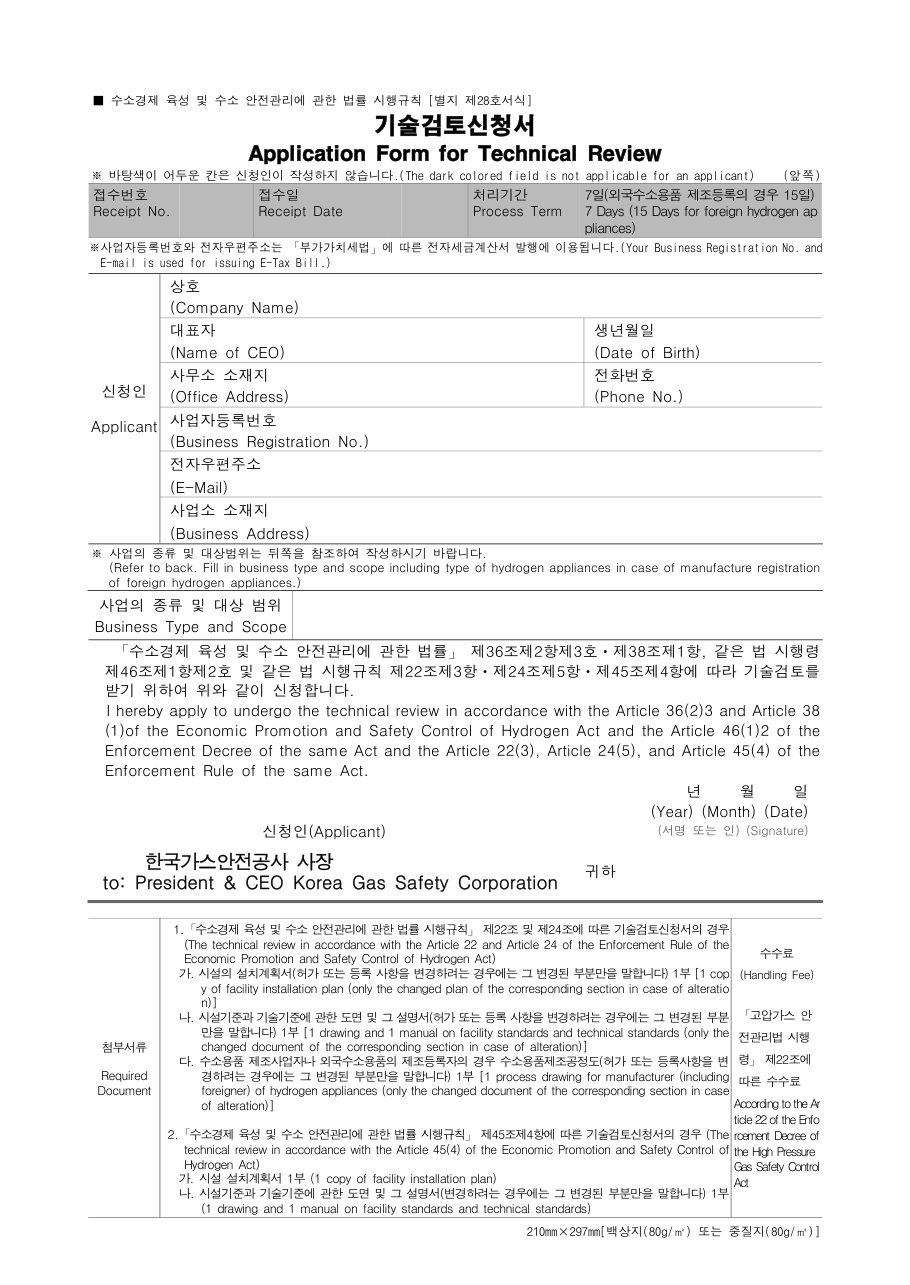 ■ 수소경제 육성 및 수소 안전관리에 관한 법률 시행규칙 [별지 제28호서식]
기술검토신청서
Application Form for Technical Review
※ 바탕색이 어두운 칸은 신청인이 작성하지 않습니다.(The dark colored field is not applicable for an applicant) (앞쪽)
접수번호
Receipt No.
접수일
Receipt Date
처리기간
Process Term
7일(외국수소용품 제조등록의 경우 15일)
7 Days (15 Days for foreign hydrogen ap
pliances)
※사업자등록번호와 전자우편주소는 「부가가치세법」에 따른 전자세금계산서 발행에 이용됩니다.(Your Business Registration No. and
E-mail is used for issuing E-Tax Bill.)
신청인
Applicant
상호
(Company Name)
대표자
(Name of CEO)
생년월일
(Date of Birth)
사무소 소재지
(Office Address)
전화번호
(Phone No.)
사업자등록번호
(Business Registration No.)
전자우편주소
(E-Mail)
사업소 소재지
(Business Address)
※ 사업의 종류 및 대상범위는 뒤쪽을 참조하여 작성하시기 바랍니다.
(Refer to back. Fill in business type and scope including type of hydrogen appliances in case of manufacture registration
of foreign hydrogen appliances.)
사업의 종류 및 대상 범위
Business Type and Scope
「수소경제 육성 및 수소 안전관리에 관한 법률」 제36조제2항제3호·제38조제1항, 같은 법 시행령
제46조제1항제2호 및 같은 법 시행규칙 제22조제3항·제24조제5항·제45조제4항에 따라 기술검토를
받기 위하여 위와 같이 신청합니다.
I hereby apply to undergo the technical review in accordance with the Article 36(2)3 and Article 38
(1)of the Economic Promotion and Safety Control of Hydrogen Act and the Article 46(1)2 of the
Enforcement Decree of the same Act and the Article 22(3), Article 24(5), and Article 45(4) of the
Enforcement Rule of the same Act.
년 월 일
(Year) (Month) (Date)
신청인(Applicant) (서명 또는 인) (Signature)
한국가스안전공사 사장
to: President & CEO Korea Gas Safety Corporation
귀하
첨부서류
Required
Document
1.「수소경제 육성 및 수소 안전관리에 관한 법률 시행규칙」 제22조 및 제24조에 따른 기술검토신청서의 경우
(The technical review in accordance with the Article 22 and Article 24 of the Enforcement Rule of the
Economic Promotion and Safety Control of Hydrogen Act)
가. 시설의 설치계획서(허가 또는 등록 사항을 변경하려는 경우에는 그 변경된 부분만을 말합니다) 1부 [1 cop
y of facility installation plan (only the changed plan of the corresponding section in case of alteratio
n)]
나. 시설기준과 기술기준에 관한 도면 및 그 설명서(허가 또는 등록 사항을 변경하려는 경우에는 그 변경된 부분
만을 말합니다) 1부 [1 drawing and 1 manual on facility standards and technical standards (only the
changed document of the corresponding section in case of alteration)]
다. 수소용품 제조사업자나 외국수소용품의 제조등록자의 경우 수소용품제조공정도(허가 또는 등록사항을 변
경하려는 경우에는 그 변경된 부분만을 말합니다) 1부 [1 process drawing for manufacturer (including
foreigner) of hydrogen appliances (only the changed document of the corresponding section in case
of alteration)]
2.「수소경제 육성 및 수소 안전관리에 관한 법률 시행규칙」 제45조제4항에 따른 기술검토신청서의 경우 (The
technical review in accordance with the Article 45(4) of the Economic Promotion and Safety Control of
Hydrogen Act)
가. 시설 설치계획서 1부 (1 copy of facility installation plan)
나. 시설기준과 기술기준에 관한 도면 및 그 설명서(변경하려는 경우에는 그 변경된 부분만을 말합니다) 1부
(1 drawing and 1 manual on facility standards and technical standards)
수수료
(Handling Fee)
「고압가스 안
전관리법 시행
령」 제22조에
따른 수수료
According to the Ar
ticle 22 of the Enfo
rcement Decree of
the High Pressure
Gas Safety Control
Act
210mm×297mm[백상지(80g/㎡) 또는 중질지(80g/㎡)]